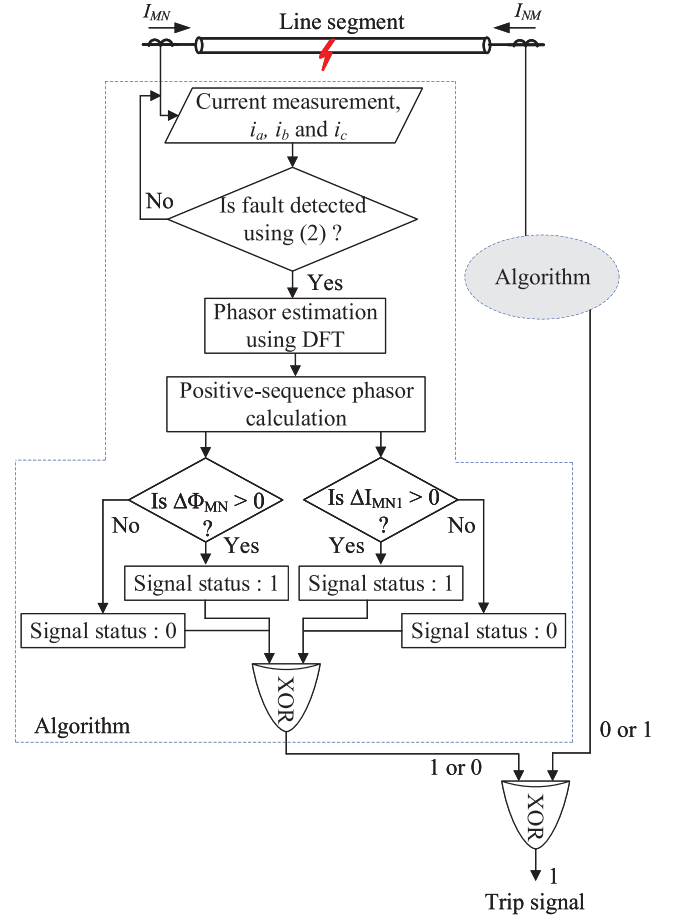 I_MN
Line segment
I_NM
Current measurement,
i_a, i_b and i_c
No
Is fault detected
using (2) ?
Yes
Algorithm
Phasor estimation
using DFT
Positive-sequence phasor
calculation
Is ΔΦ_MN > 0
?
Is ΔI_MN1 > 0
?
No
Yes
Yes
No
Signal status : 1
Signal status : 1
Signal status : 0
Signal status : 0
XOR
Algorithm
0 or 1
1 or 0
XOR
1
Trip signal